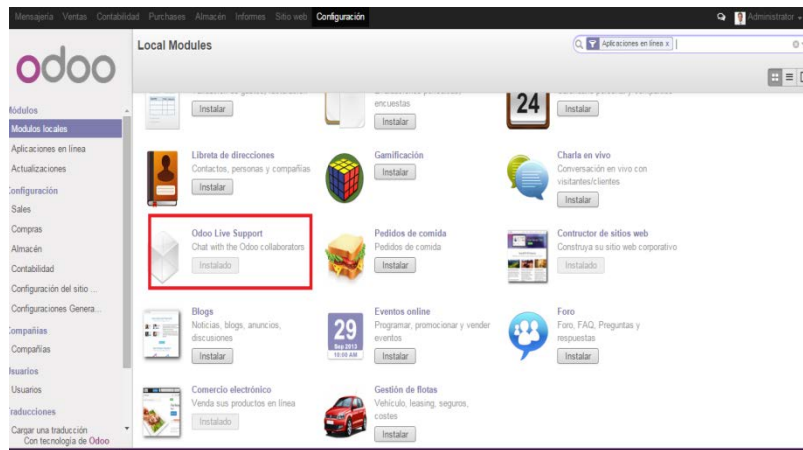 Mensajería Ventas Contabilidad Purchases Almacén Informes Sitio web Configuración Administrator
odoo
Local Modules
Aplicaciones en línea x
Módulos
Modulos locales
Aplicaciones en línea
Actualizaciones
Configuración
Sales
Compras
Almacén
Contabilidad
Configuración del sitio ...
Configuraciones Genera...
Compañías
Compañías
Usuarios
Usuarios
Traducciones
Cargar una traducción
Con tecnología de Odoo
Instalar
encuestas
Instalar
24
Instalar
Libreta de direcciones
Contactos, personas y compañías
Instalar
Gamificación
Instalar
Charla en vivo
Conversación en vivo con
visitantes/clientes
Instalar
Odoo Live Support
Chat with the Odoo collaborators
Instalado
Pedidos de comida
Pedidos de comida
Instalar
Contructor de sitios web
Construya su sitio web corporativo
Instalado
Blogs
Noticias, blogs, anuncios,
discusiones
Instalar
29
Sep 2013
10:00 AM
Eventos online
Programar, promocionar y vender
eventos
Instalar
Foro
Foro, FAQ, Preguntas y
respuestas
Instalar
Comercio electrónico
Venda sus productos en línea
Instalado
Gestión de flotas
Vehículo, leasing, seguros,
costes
Instalar